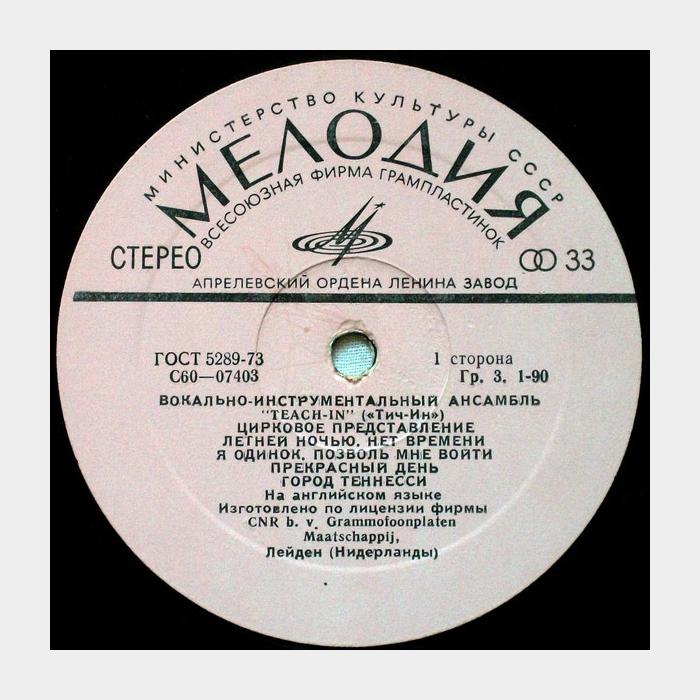 МИНИСТЕРСТВО КУЛЬТУРЫ СССР
МЕЛОДИЯ
ВСЕСОЮЗНАЯ ФИРМА ГРАМПЛАСТИНОК
СТЕРЕО 33
АПРЕЛЕВСКИЙ ОРДЕНА ЛЕНИНА ЗАВОД
ГОСТ 5289-73 1 сторона
С60—07403 Гр. 3, 1-90
ВОКАЛЬНО-ИНСТРУМЕНТАЛЬНЫЙ АНСАМБЛЬ
"TEACH-IN" («Тич-Ин»)
ЦИРКОВОЕ ПРЕДСТАВЛЕНИЕ
ЛЕТНЕЙ НОЧЬЮ. НЕТ ВРЕМЕНИ
Я ОДИНОК. ПОЗВОЛЬ МНЕ ВОЙТИ
ПРЕКРАСНЫЙ ДЕНЬ
ГОРОД ТЕННЕССИ
На английском языке
Изготовлено по лицензии фирмы
CNR b. v. Grammofoonplaten
Maatschappij,
Лейден (Нидерланды)